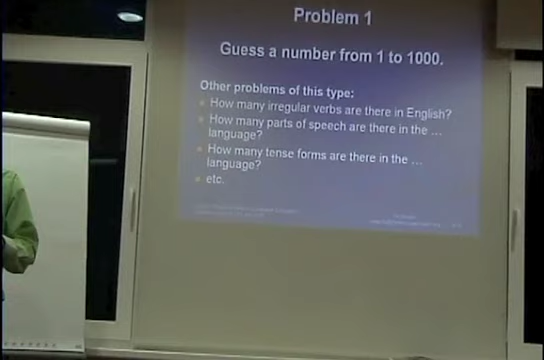 Problem 1
Guess a number from 1 to 1000.
Other problems of this type:
How many irregular verbs are there in English?
How many parts of speech are there in the …
language?
How many tense forms are there in the …
language?
etc.